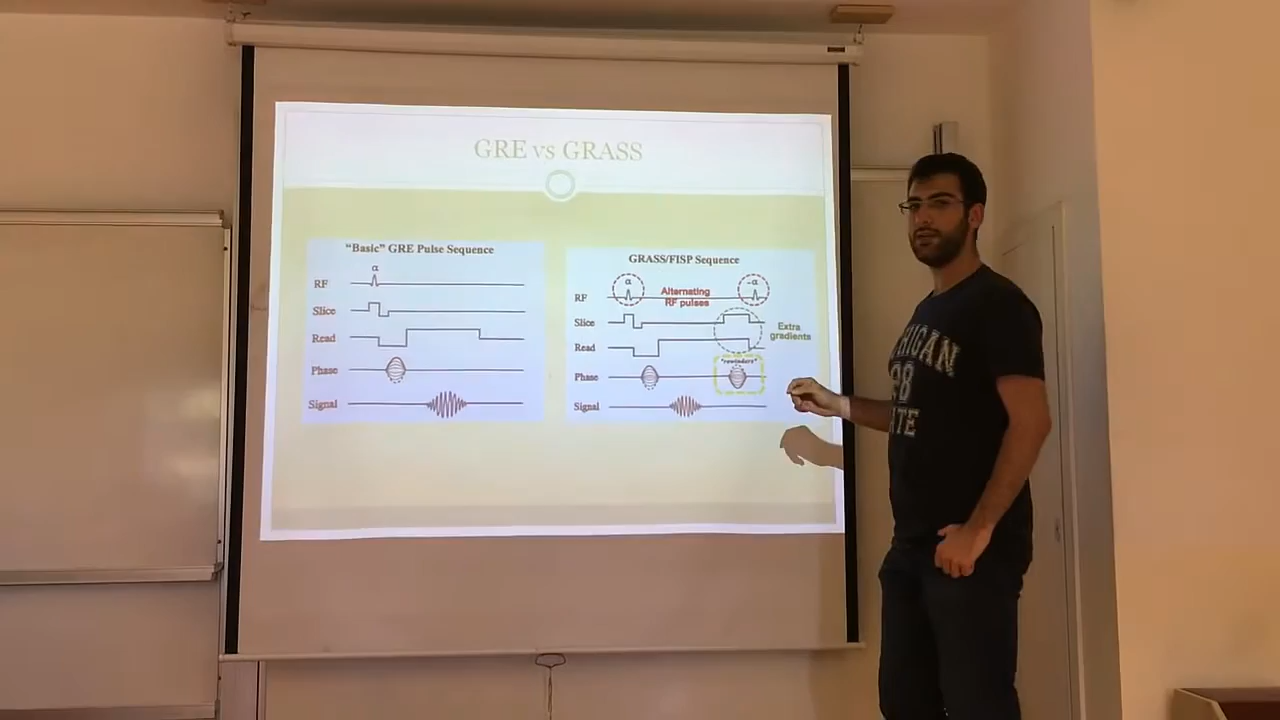 GRE vs GRASS
"Basic" GRE Pulse Sequence
α
RF
Slice
Read
Phase
Signal
GRASS/FISP Sequence
α
-α
RF
Alternating
RF pulses
Slice
Extra
gradients
Read
"rewinders"
Phase
Signal